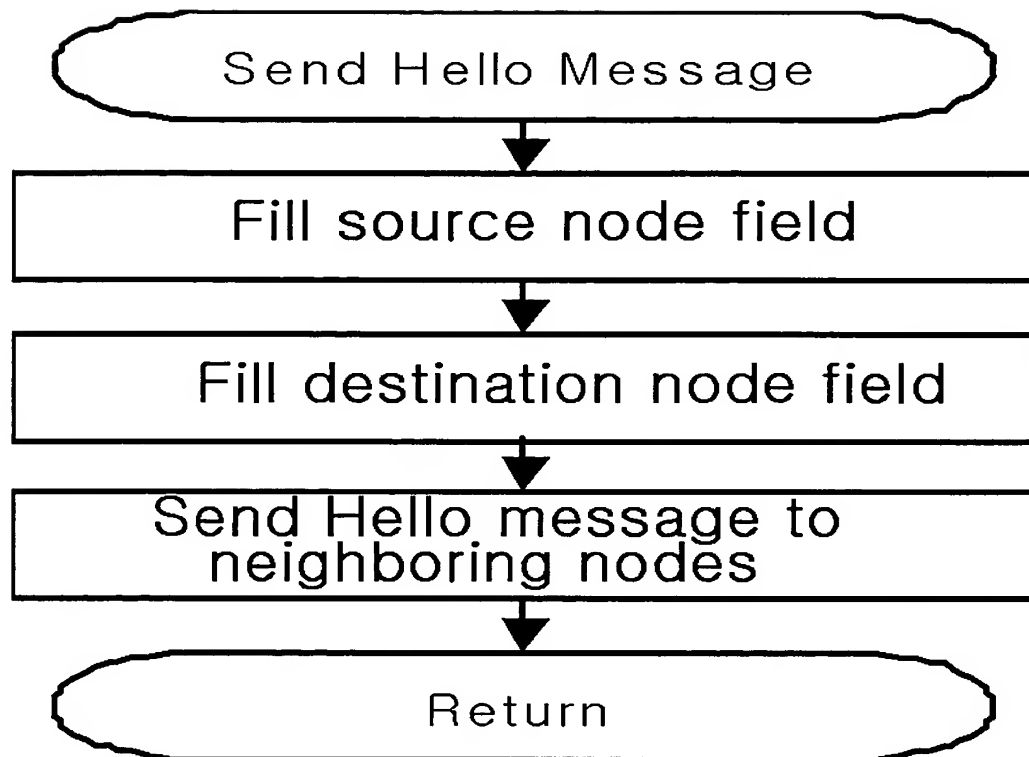 Send Hello Message
Fill source node field
Fill destination node field
Send Hello message to
neighboring nodes
Return